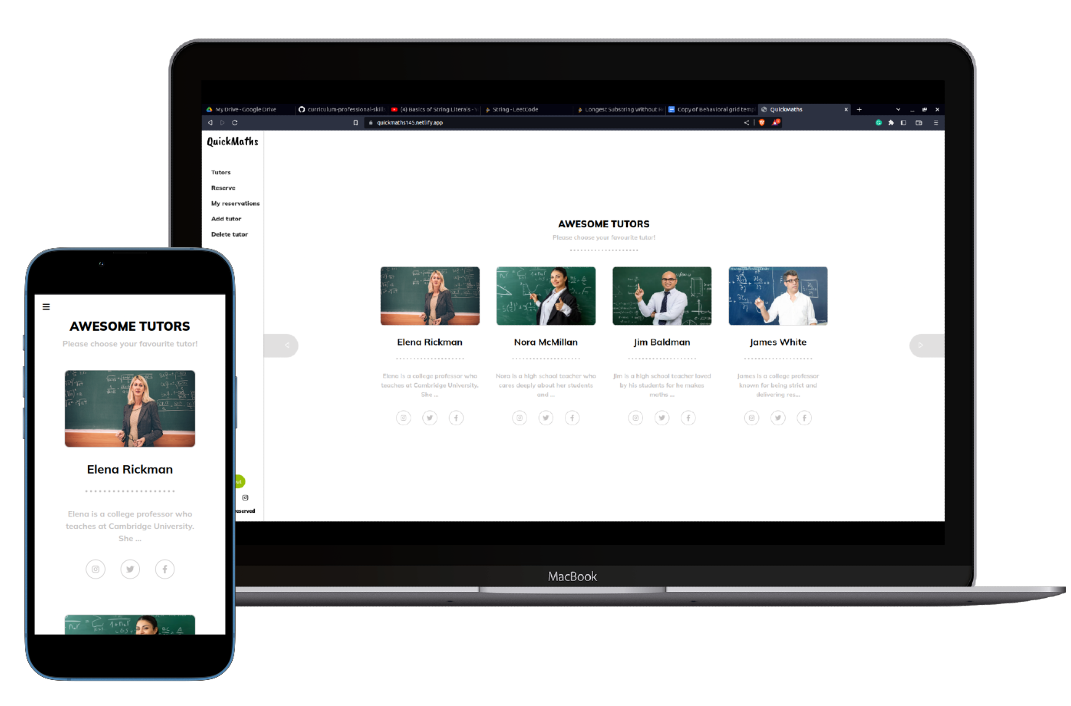 My Drive - Google Drive
curriculum-professional-skill
(4) Basics of String Literals - 
String - LeetCode
Longest Substring Without
Copy of Behavioral grid temp
QuickMaths
quickmaths145.netlify.app
QuickMaths
Tutors
Reserve
My reservations
Add tutor
Delete tutor
AWESOME TUTORS
Please choose your favourite tutor!
Elena Rickman
Nora McMillan
Jim Baldman
James White
Elena is a college professor who
teaches at Cambridge University.
She ...
Nora is a high school teacher who
cares deeply about her students
and ...
Jim is a high school teacher loved
by his students for he makes
maths ...
James is a college professor
known for being strict and
delivering res...
MacBook
AWESOME TUTORS
Please choose your favourite tutor!
Elena Rickman
Elena is a college professor who
teaches at Cambridge University.
She ...